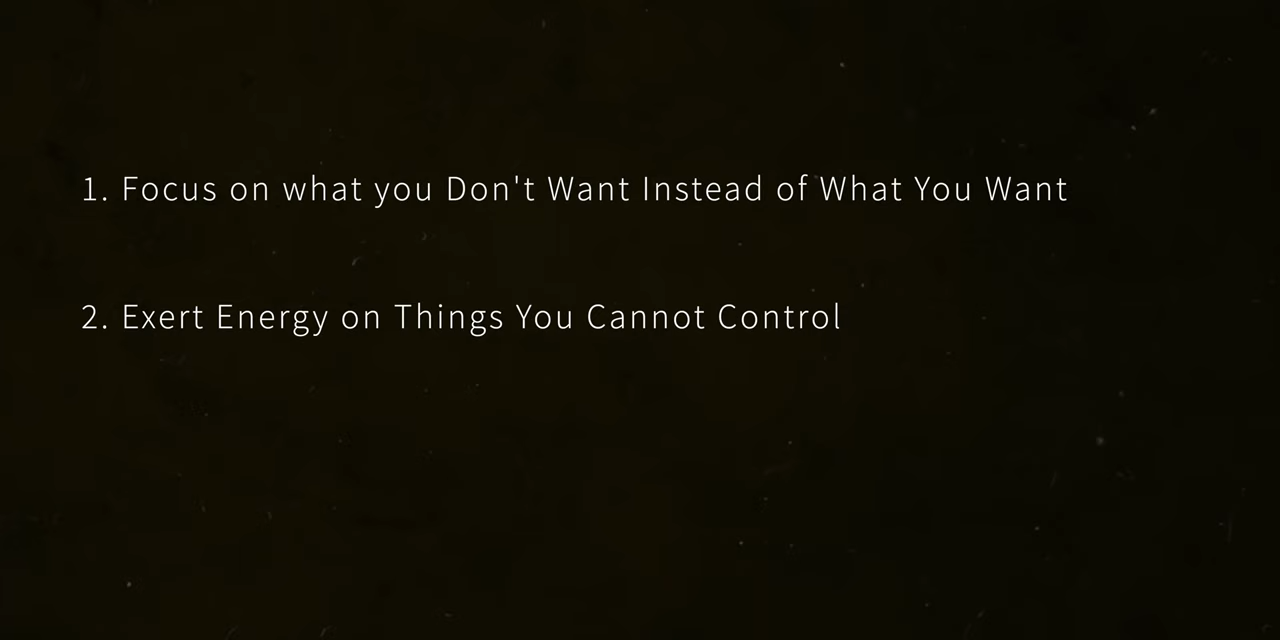 1. Focus on what you Don't Want Instead of What You Want
2. Exert Energy on Things You Cannot Control